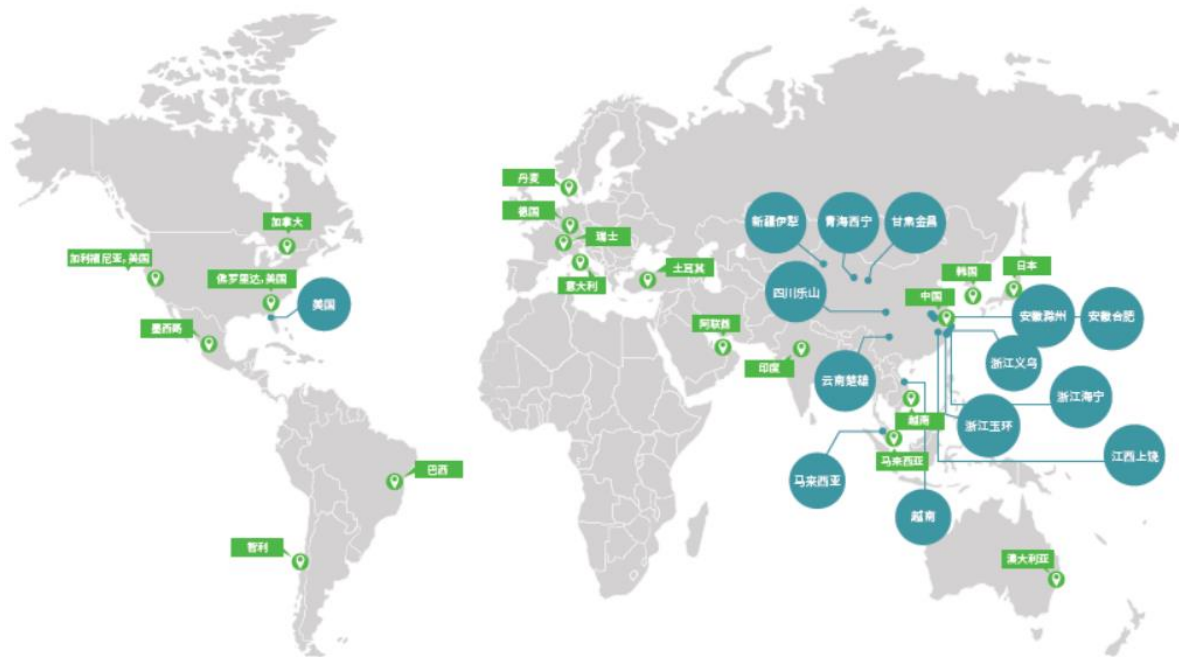 丹麦
德国
瑞士
意大利
土耳其
加拿大
加利福尼亚,美国
佛罗里达,美国
美国
墨西哥
巴西
智利
新疆伊犁
青海西宁
甘肃金昌
四川乐山
韩国
日本
中国
安徽滁州
安徽合肥
阿联酋
印度
云南楚雄
浙江义乌
浙江海宁
越南
浙江玉环
马来西亚
马来西亚
江西上饶
越南
澳大利亚